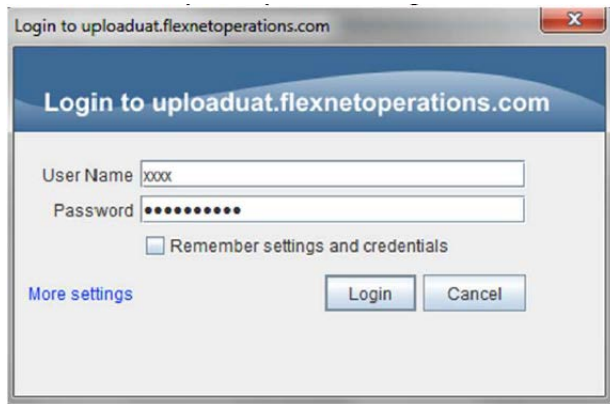 Login to uploaduat.flexnetoperations.com
Login to uploaduat.flexnetoperations.com
User Name xxxx
Password ••••••••••
Remember settings and credentials
More settings Login Cancel